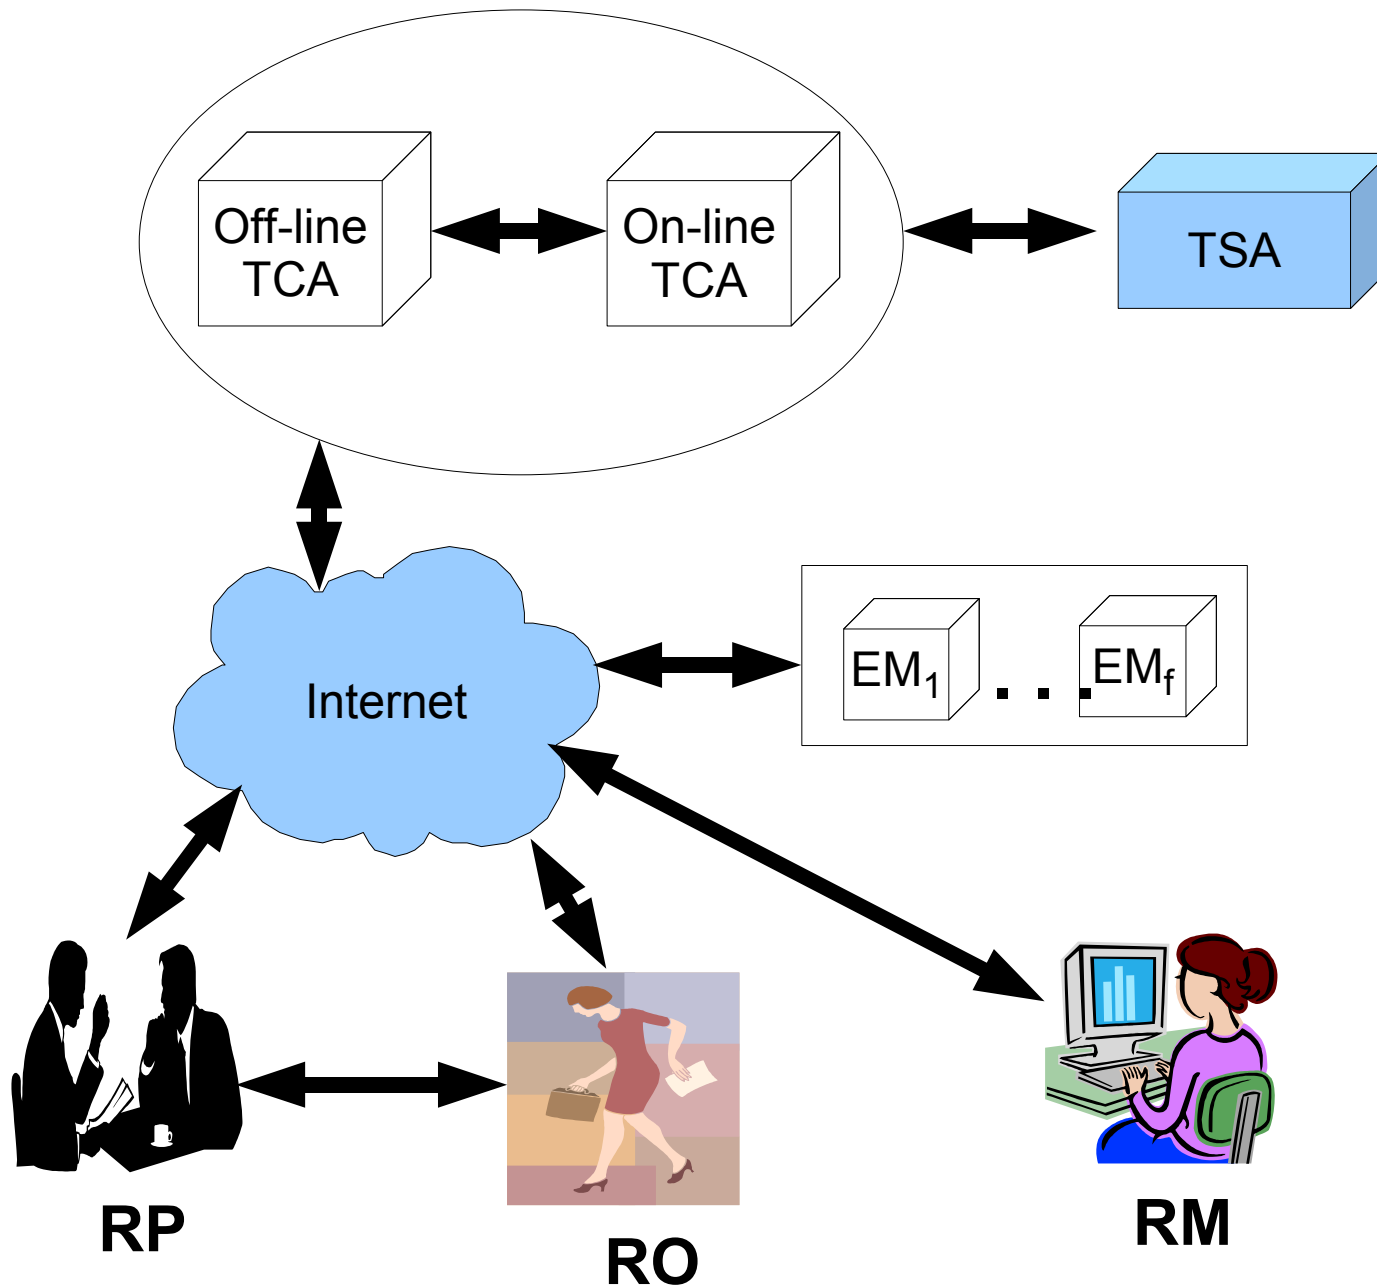 Off-line
TCA
On-line
TCA
TSA
Internet
EM₁
. . .
EMf
RP
RO
RM